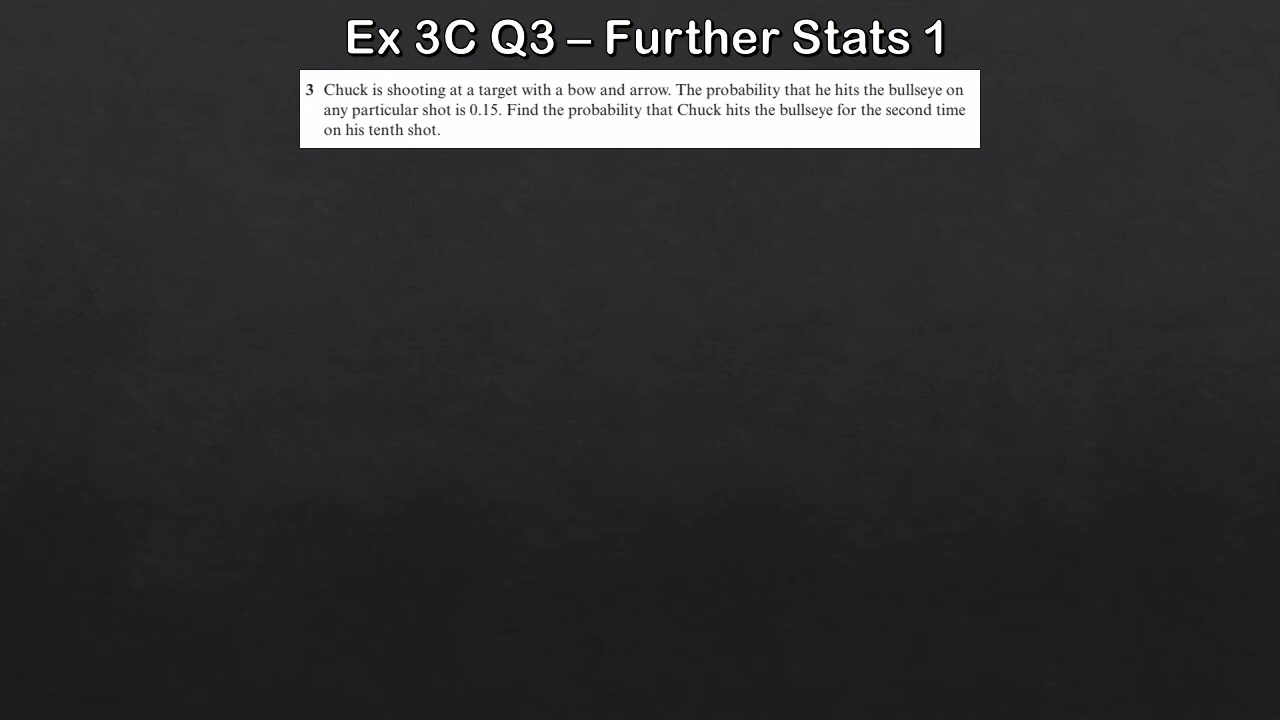 Ex 3C Q3 – Further Stats 1
3 Chuck is shooting at a target with a bow and arrow. The probability that he hits the bullseye on
any particular shot is 0.15. Find the probability that Chuck hits the bullseye for the second time
on his tenth shot.